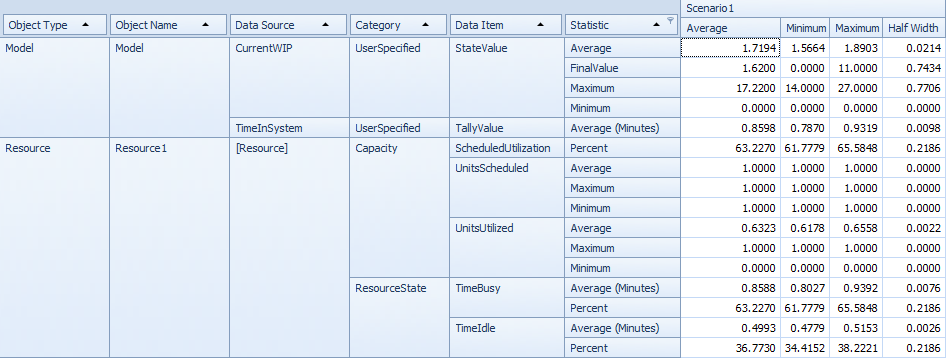 Scenario1
Object Type Object Name Data Source Category Data Item Statistic Average Minimum Maximum Half Width
Model Model CurrentWIP UserSpecified StateValue Average 1.7194 1.5664 1.8903 0.0214
FinalValue 1.6200 0.0000 11.0000 0.7434
Maximum 17.2200 14.0000 27.0000 0.7706
Minimum 0.0000 0.0000 0.0000 0.0000
TimeInSystem UserSpecified TallyValue Average (Minutes) 0.8598 0.7870 0.9319 0.0098
Resource Resource1 [Resource] Capacity ScheduledUtilization Percent 63.2270 61.7779 65.5848 0.2186
UnitsScheduled Average 1.0000 1.0000 1.0000 0.0000
Maximum 1.0000 1.0000 1.0000 0.0000
Minimum 1.0000 1.0000 1.0000 0.0000
UnitsUtilized Average 0.6323 0.6178 0.6558 0.0022
Maximum 1.0000 1.0000 1.0000 0.0000
Minimum 0.0000 0.0000 0.0000 0.0000
ResourceState TimeBusy Average (Minutes) 0.8588 0.8027 0.9392 0.0076
Percent 63.2270 61.7779 65.5848 0.2186
TimeIdle Average (Minutes) 0.4993 0.4779 0.5153 0.0026
Percent 36.7730 34.4152 38.2221 0.2186